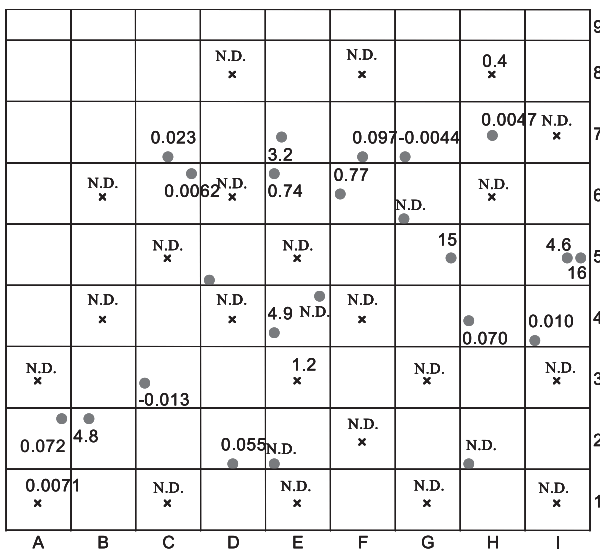 9
N.D. N.D. 0.4 8
0.023 3.2 0.097 -0.0044 0.0047 N.D. 7
N.D. 0.0062 N.D. 0.74 0.77 N.D. N.D. 6
N.D. N.D. 15 4.6 16 5
N.D. N.D. 4.9 N.D. N.D. 0.070 0.010 4
N.D. -0.013 1.2 N.D. N.D. 3
0.072 4.8 0.055 N.D. N.D. N.D. 2
0.0071 N.D. N.D. N.D. N.D. 1
A B C D E F G H I